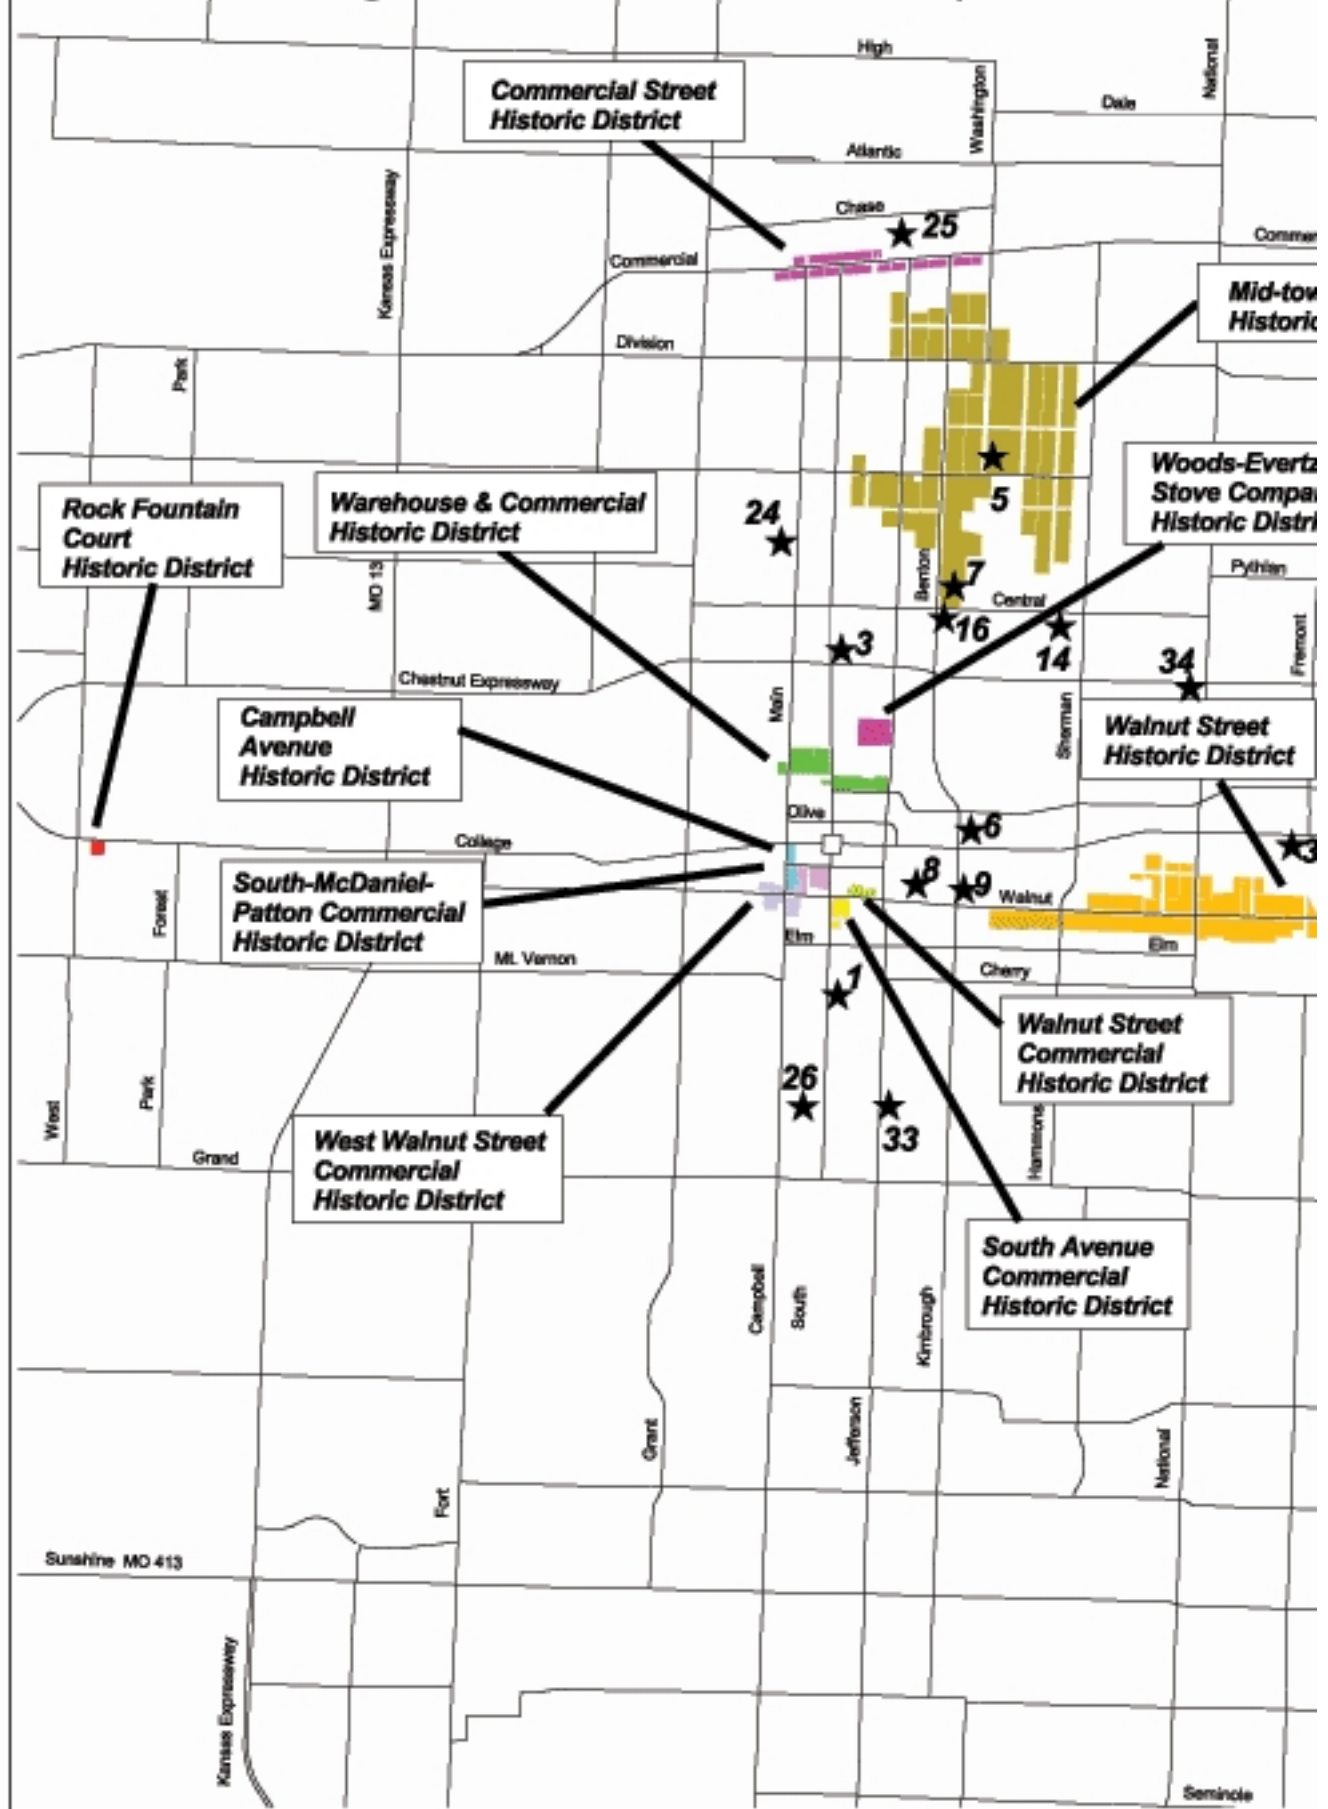 High
National
Washington
Dale
Commercial Street
Historic District
Atlantic
Kansas Expressway
Chase
25
Commercial
Commer
Mid-tow
Historic
Division
Park
Woods-Evertz
Stove Compa
Historic Distri
5
Rock Fountain
Court
Historic District
Warehouse & Commercial
Historic District
24
Benton
7
Pythian
MO 13
Central
16
3
14
34
Fremont
Chestnut Expressway
Main
Sherman
Campbell
Avenue
Historic District
Walnut Street
Historic District
Olive
6
College
3
South-McDaniel-
Patton Commercial
Historic District
8
9
Walnut
Forest
Elm
Elm
Mt. Vernon
Cherry
1
Walnut Street
Commercial
Historic District
26
33
West
Park
Hammons
Grand
West Walnut Street
Commercial
Historic District
South Avenue
Commercial
Historic District
Campbell
South
Kimbrough
Grant
Jefferson
National
Fort
Sunshine MO 413
Kansas Expressway
Seminole